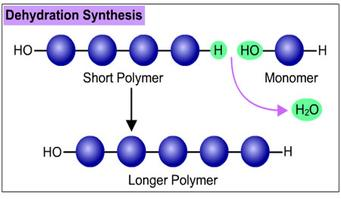 Dehydration Synthesis
HO H HO H
Short Polymer Monomer
H₂O
HO H
Longer Polymer